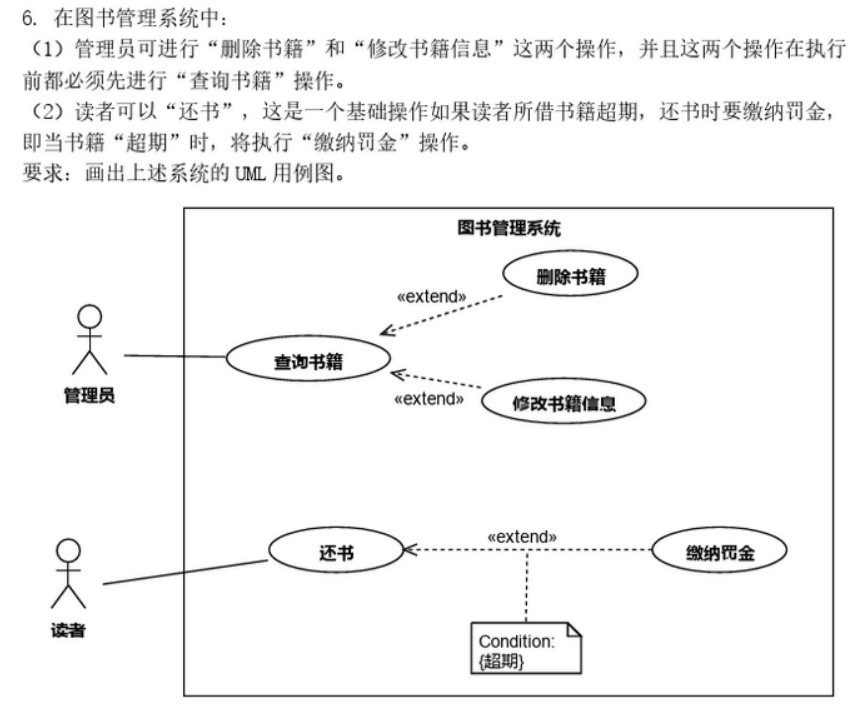 6. 在图书管理系统中：
（1）管理员可进行“删除书籍”和“修改书籍信息”这两个操作，并且这两个操作在执行
前都必须先进行“查询书籍”操作。
（2）读者可以“还书”，这是一个基础操作如果读者所借书籍超期，还书时要缴纳罚金，
即当书籍“超期”时，将执行“缴纳罚金”操作。
要求：画出上述系统的 UML 用例图。
图书管理系统
删除书籍
«extend»
查询书籍
管理员
«extend»
修改书籍信息
«extend»
还书
缴纳罚金
读者
Condition:
{超期}